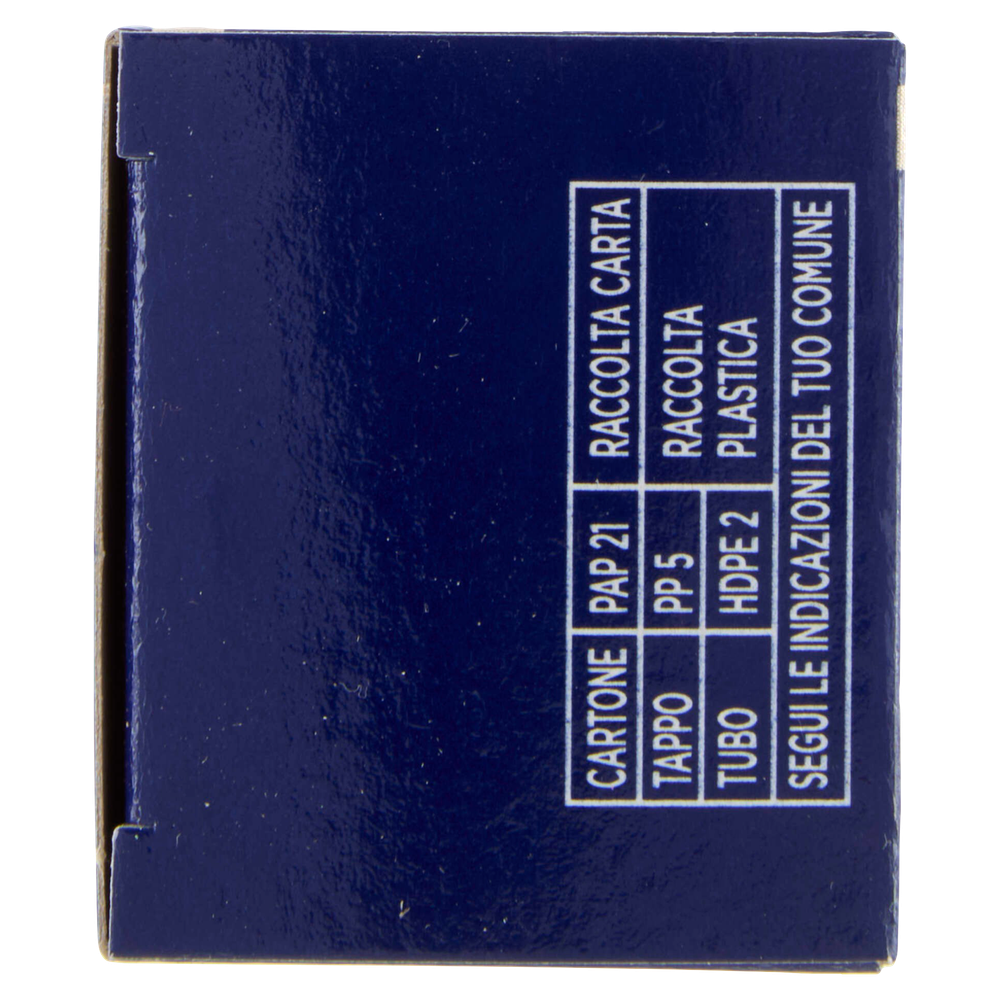 CARTONE PAP 21 RACCOLTA CARTA
TAPPO PP 5 RACCOLTA
TUBO HDPE 2 PLASTICA
SEGUI LE INDICAZIONI DEL TUO COMUNE